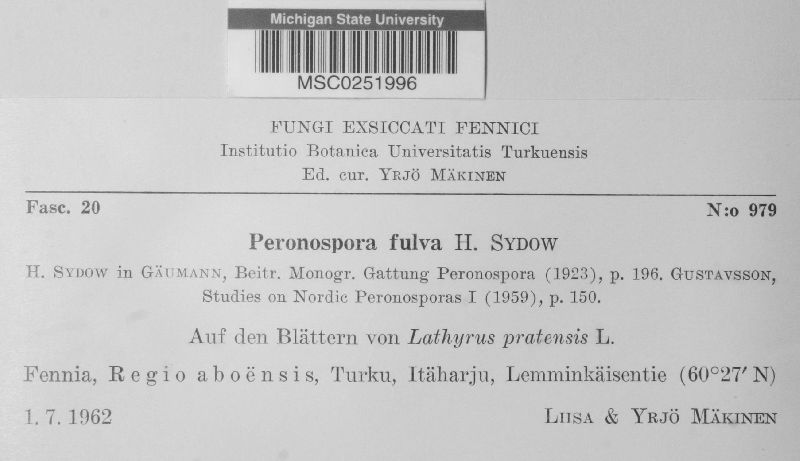 Michigan State University
MSC0251996
FUNGI EXSICCATI FENNICI
Institutio Botanica Universitatis Turkuensis
Ed. cur. YRJÖ MÄKINEN
Fasc. 20 N:o 979
Peronospora fulva H. SYDOW
H. SYDOW in GÄUMANN, Beitr. Monogr. Gattung Peronospora (1923), p. 196. GUSTAVSSON,
Studies on Nordic Peronosporas I (1959), p. 150.
Auf den Blättern von Lathyrus pratensis L.
Fennia, Regio aboënsis, Turku, Itäharju, Lemminkäisentie (60°27′ N)
1. 7. 1962 LIISA & YRJÖ MÄKINEN